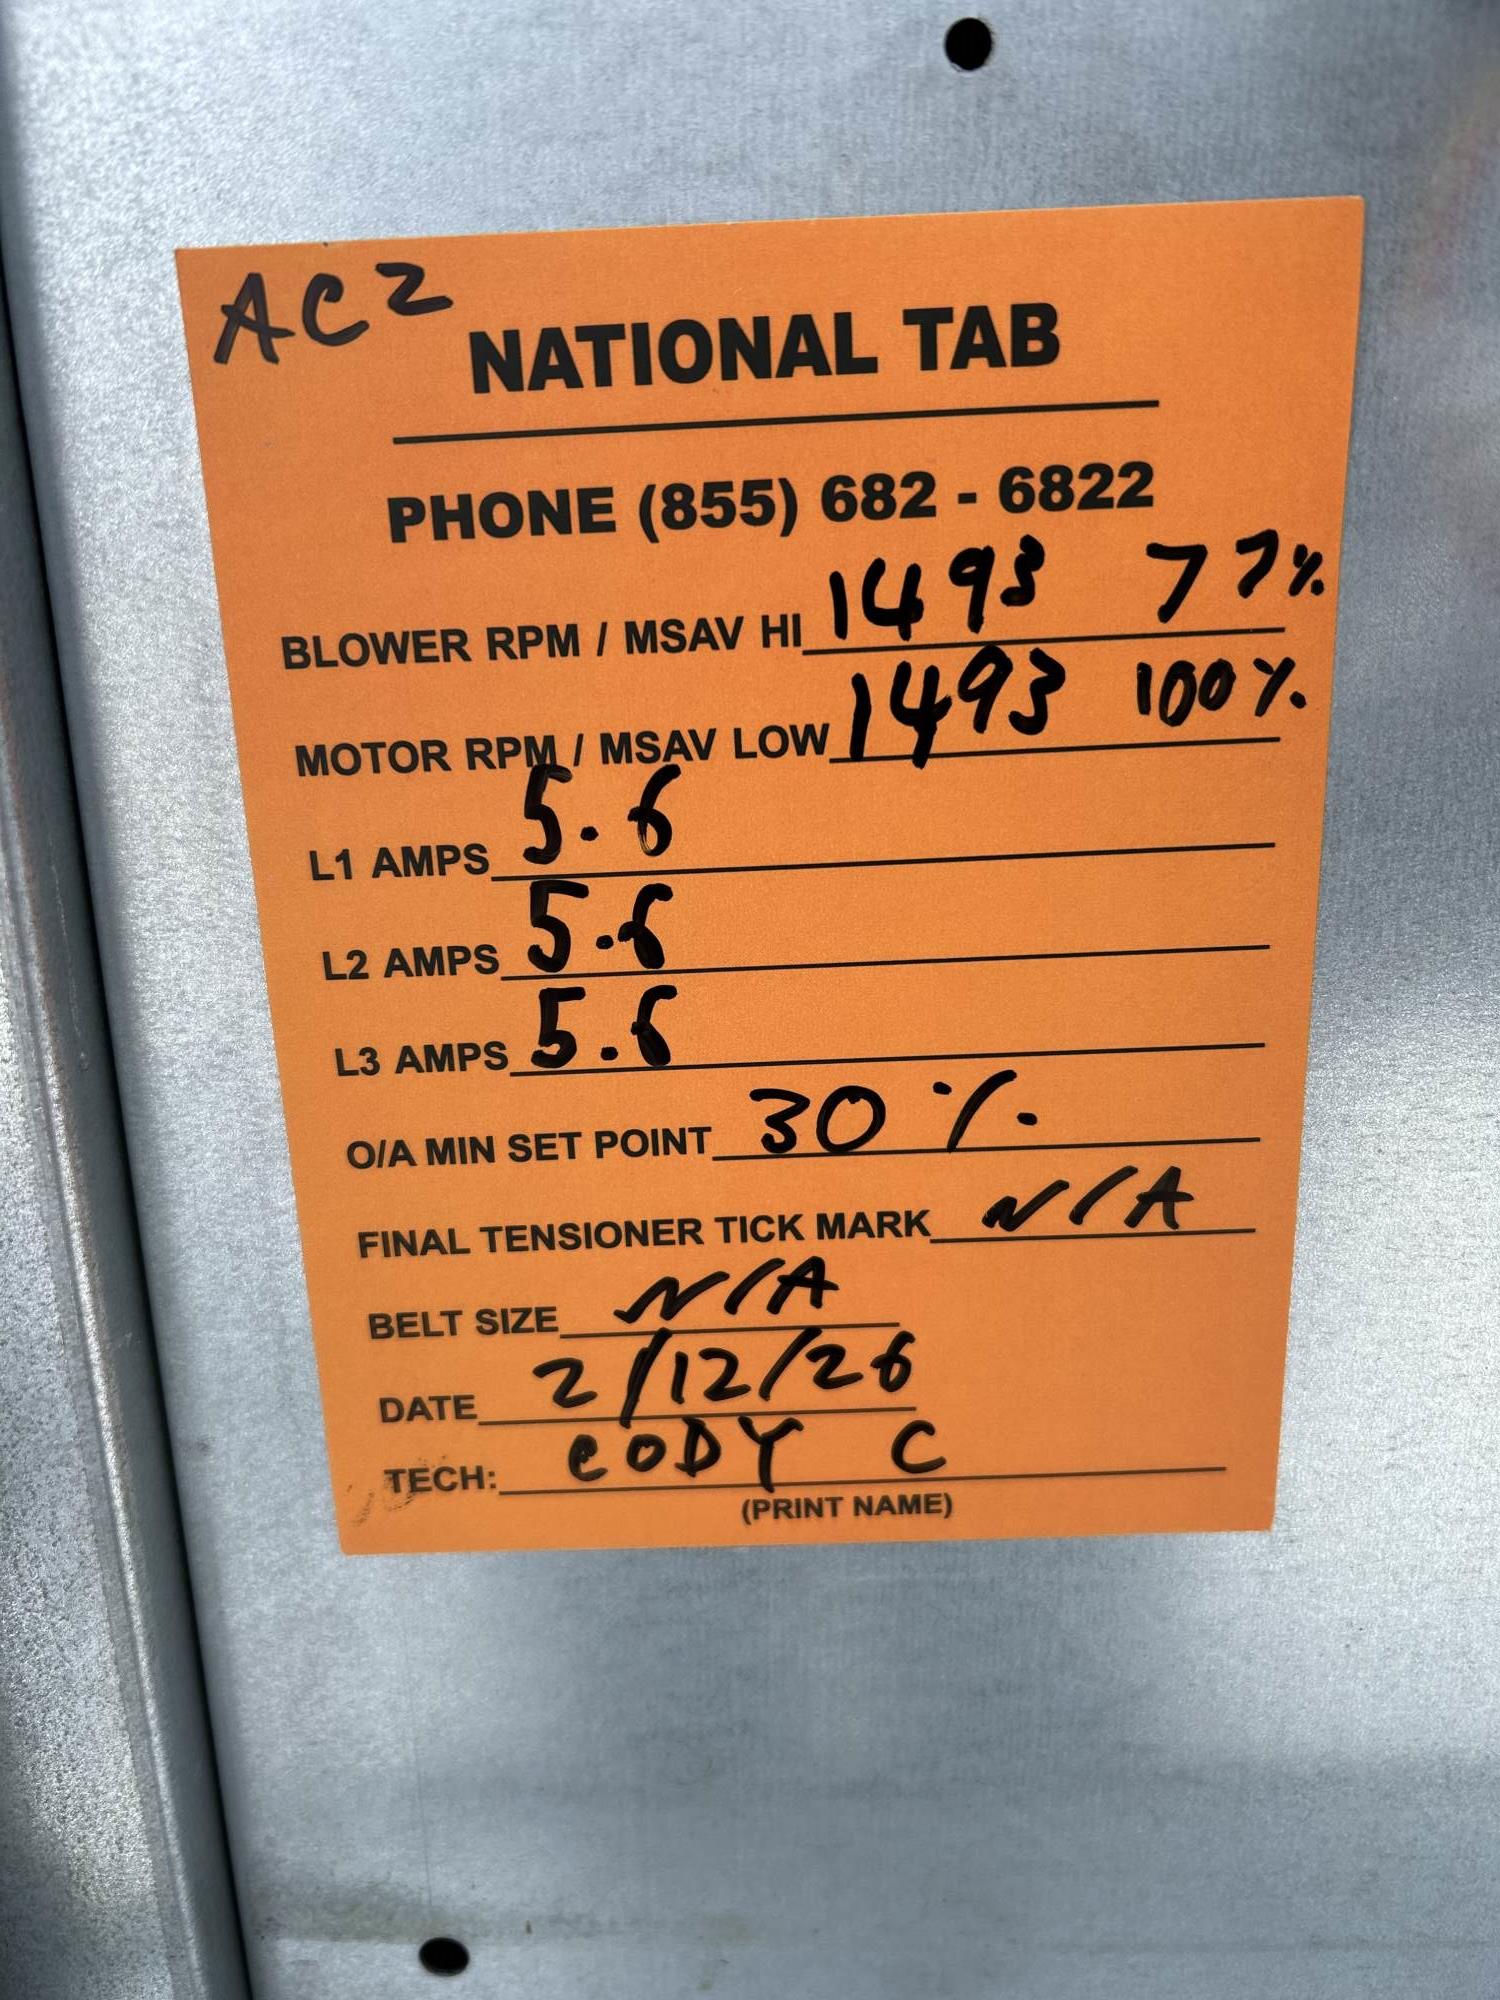 AC2
NATIONAL TAB
PHONE (855) 682 - 6822
BLOWER RPM / MSAV HI 1493 77%
MOTOR RPM / MSAV LOW 1493 100%
L1 AMPS 5.6
L2 AMPS 5.6
L3 AMPS 5.6
O/A MIN SET POINT 30%
FINAL TENSIONER TICK MARK N/A
BELT SIZE N/A
DATE 2/12/26
TECH: CODY C
(PRINT NAME)